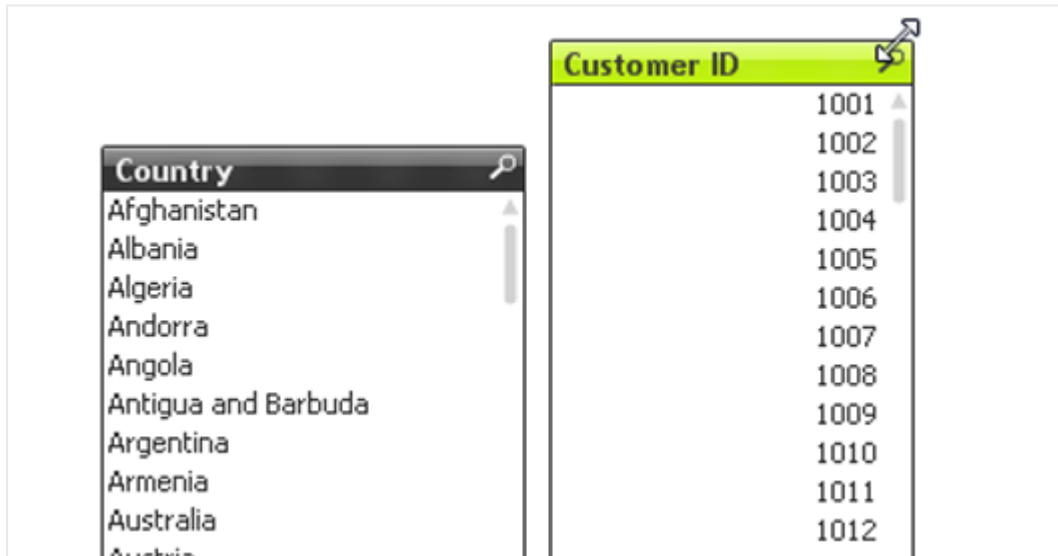 Country
Afghanistan
Albania
Algeria
Andorra
Angola
Antigua and Barbuda
Argentina
Armenia
Australia
Austria
Customer ID
1001
1002
1003
1004
1005
1006
1007
1008
1009
1010
1011
1012